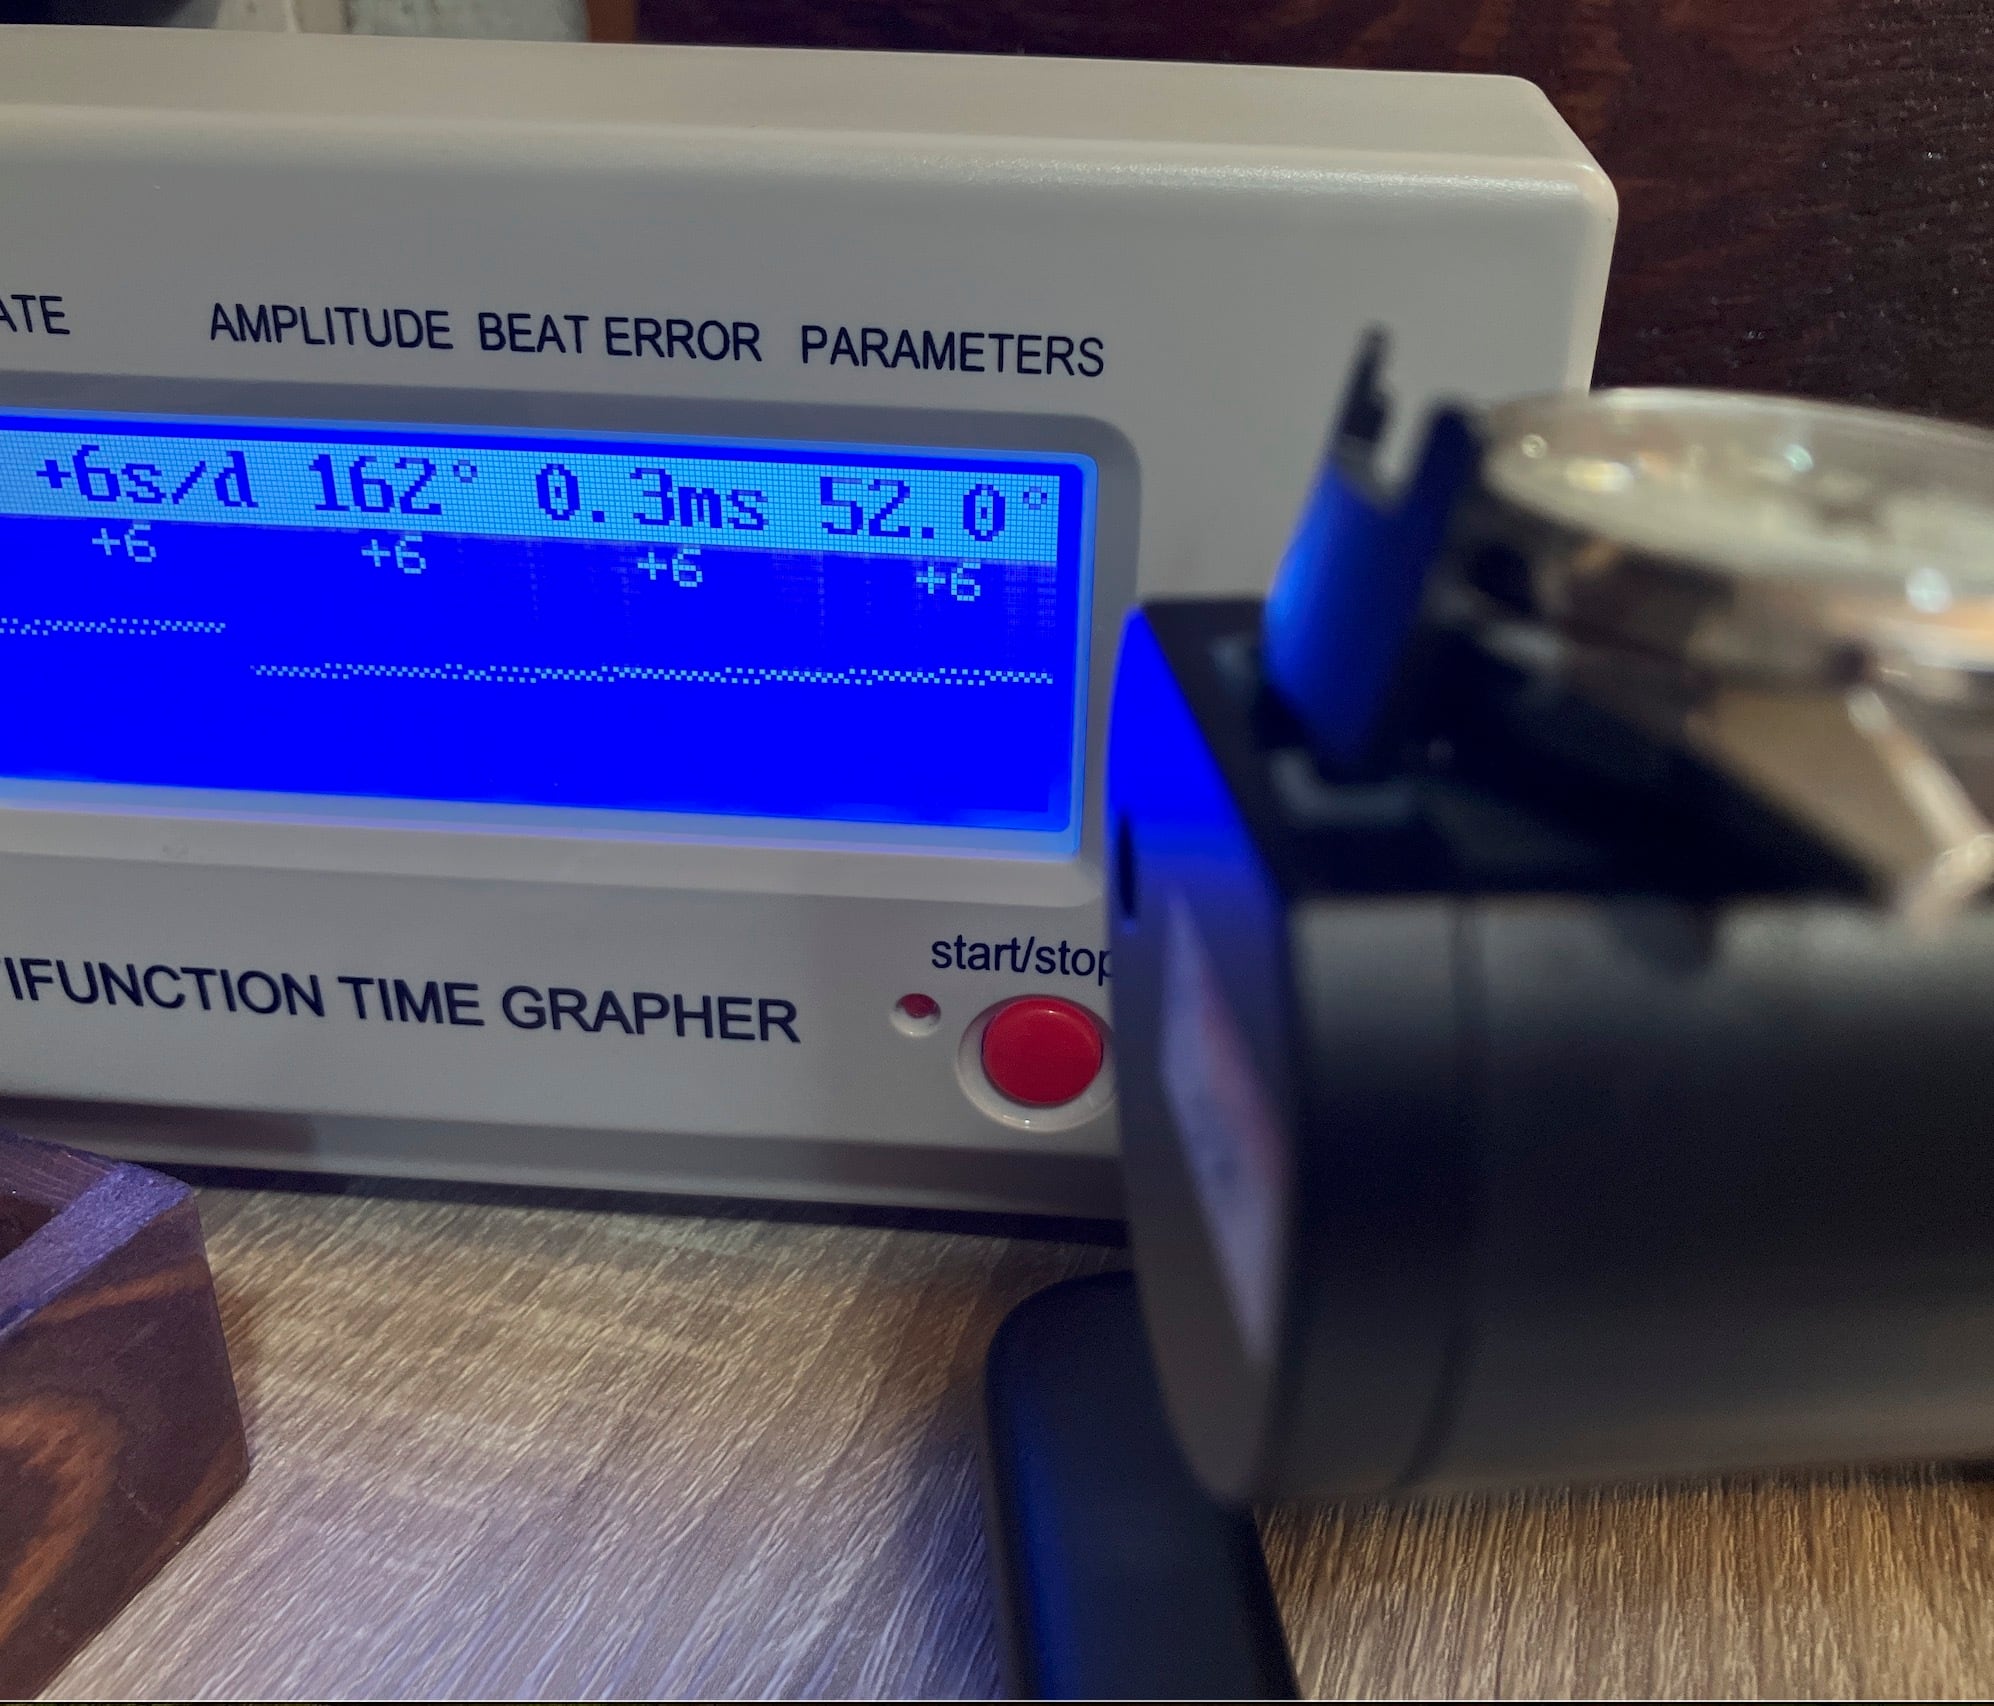 ATE AMPLITUDE BEAT ERROR PARAMETERS
+6s/d 162° 0.3ms 52.0°
+6 +6 +6 +6
start/stop
IFUNCTION TIME GRAPHER